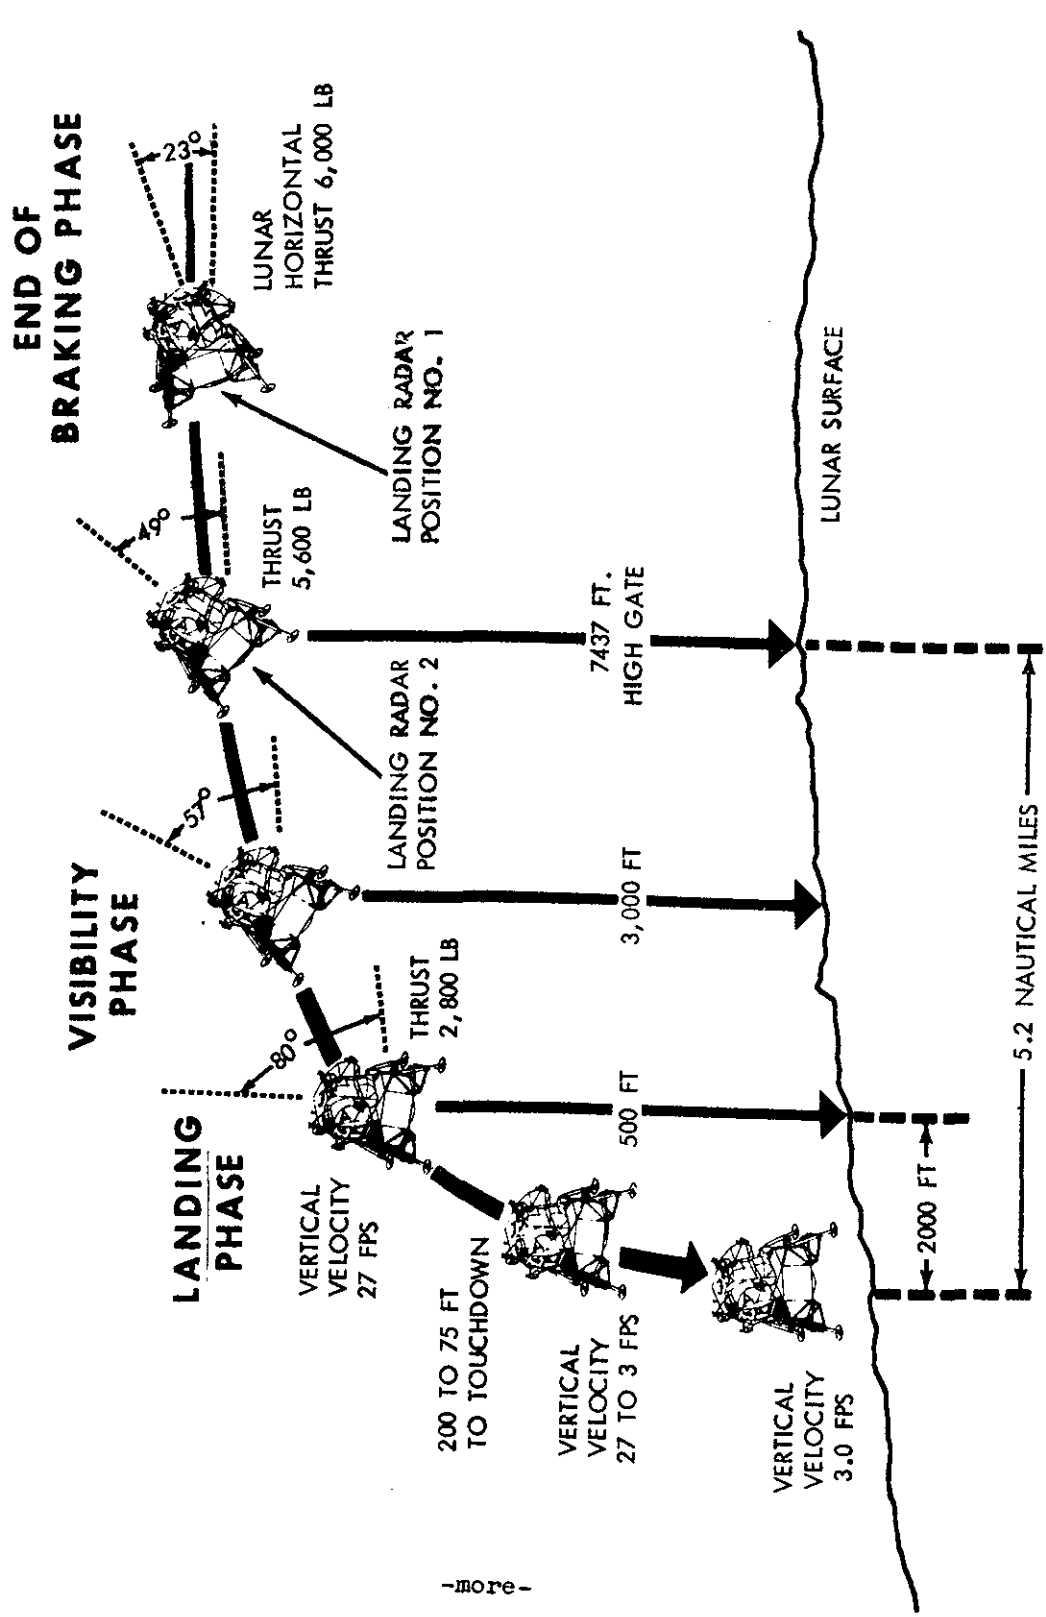 END OF
BRAKING PHASE
23°
LUNAR
HORIZONTAL
THRUST 6,000 LB
LANDING RADAR
POSITION NO. 1
49°
THRUST
5,600 LB
LANDING RADAR
POSITION NO. 2
7437 FT.
HIGH GATE
LUNAR SURFACE
VISIBILITY
PHASE
57°
3,000 FT
THRUST
2,800 LB
80°
LANDING
PHASE
VERTICAL
VELOCITY
27 FPS
500 FT
200 TO 75 FT
TO TOUCHDOWN
VERTICAL
VELOCITY
27 TO 3 FPS
VERTICAL
VELOCITY
3.0 FPS
2000 FT
5.2 NAUTICAL MILES
-more-